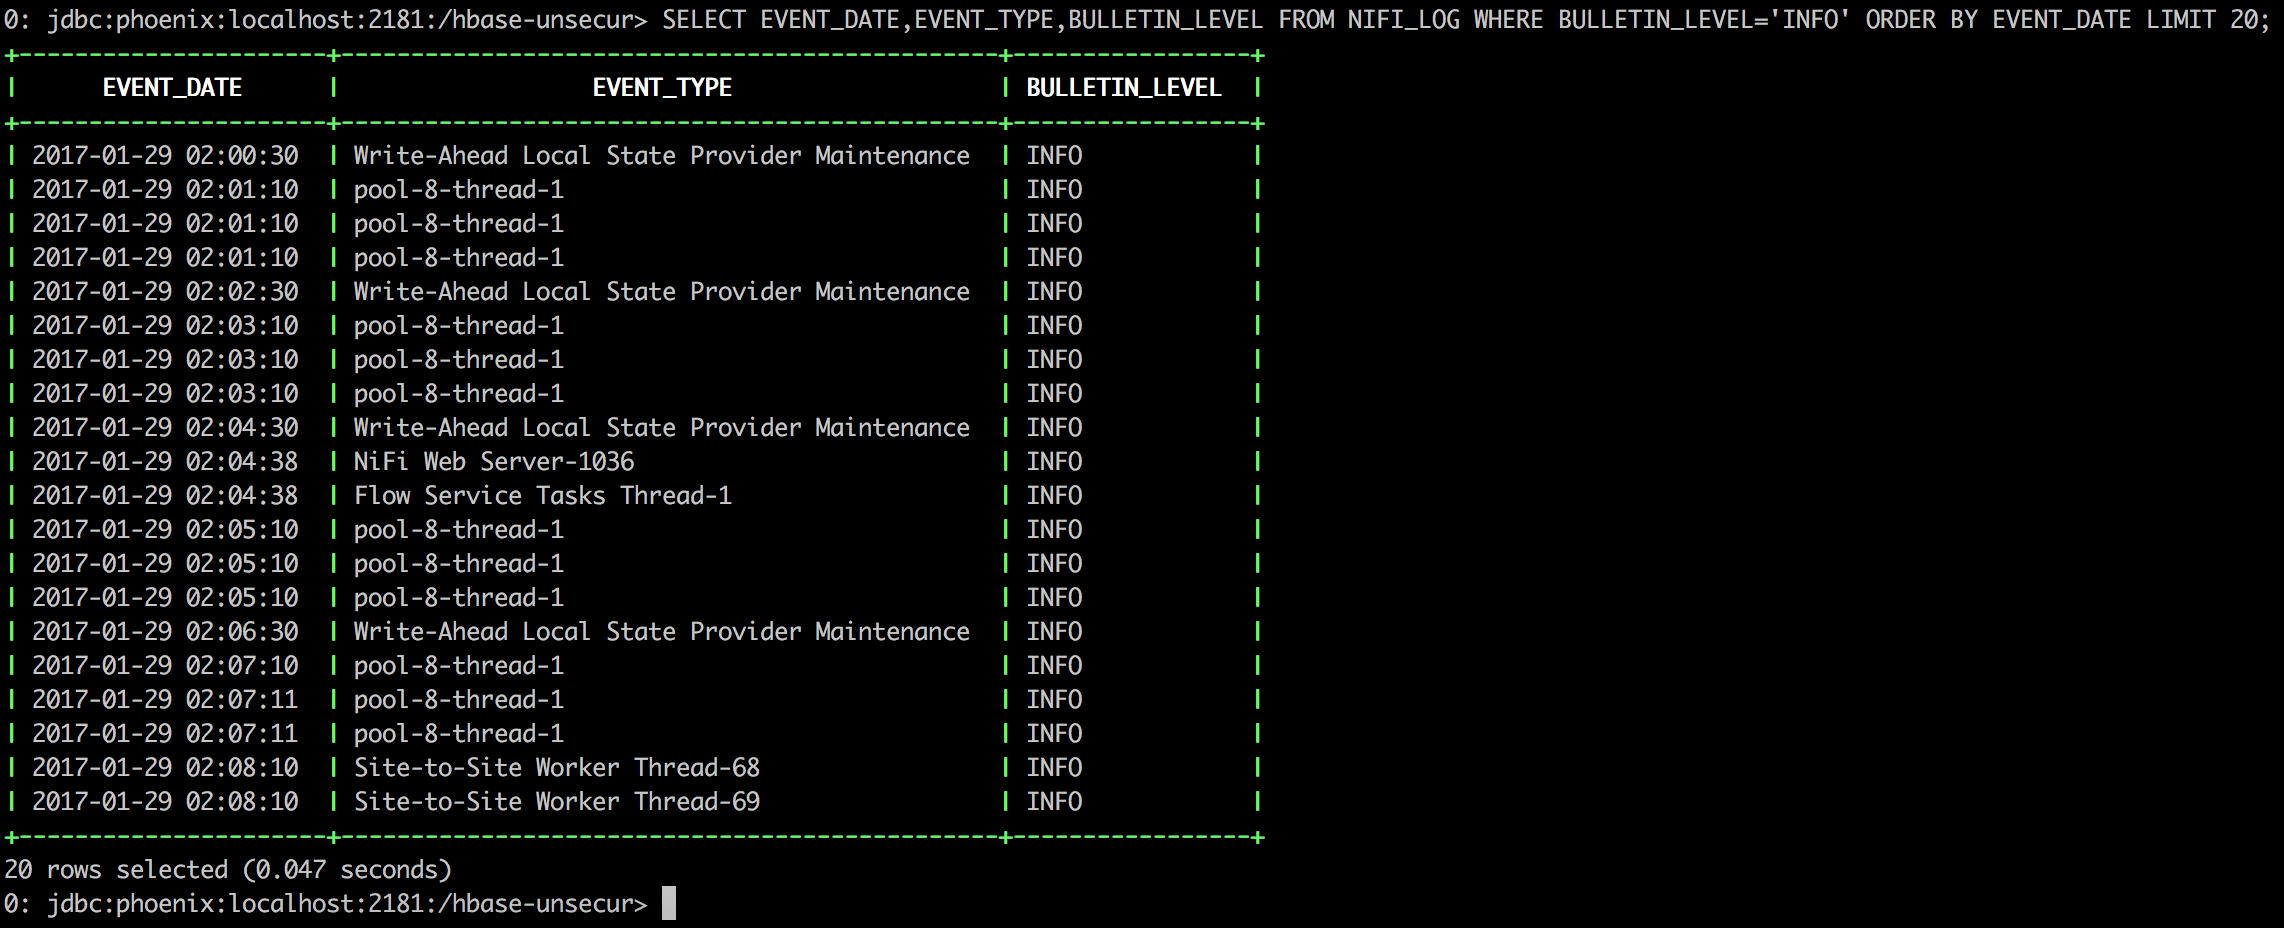 0: jdbc:phoenix:localhost:2181:/hbase-unsecur> SELECT EVENT_DATE,EVENT_TYPE,BULLETIN_LEVEL FROM NIFI_LOG WHERE BULLETIN_LEVEL='INFO' ORDER BY EVENT_DATE LIMIT 20;
+----------------------+-----------------------------------------------+-----------------+
|      EVENT_DATE      |                  EVENT_TYPE                   | BULLETIN_LEVEL  |
+----------------------+-----------------------------------------------+-----------------+
| 2017-01-29 02:00:30  | Write-Ahead Local State Provider Maintenance  | INFO            |
| 2017-01-29 02:01:10  | pool-8-thread-1                               | INFO            |
| 2017-01-29 02:01:10  | pool-8-thread-1                               | INFO            |
| 2017-01-29 02:01:10  | pool-8-thread-1                               | INFO            |
| 2017-01-29 02:02:30  | Write-Ahead Local State Provider Maintenance  | INFO            |
| 2017-01-29 02:03:10  | pool-8-thread-1                               | INFO            |
| 2017-01-29 02:03:10  | pool-8-thread-1                               | INFO            |
| 2017-01-29 02:03:10  | pool-8-thread-1                               | INFO            |
| 2017-01-29 02:04:30  | Write-Ahead Local State Provider Maintenance  | INFO            |
| 2017-01-29 02:04:38  | NiFi Web Server-1036                          | INFO            |
| 2017-01-29 02:04:38  | Flow Service Tasks Thread-1                   | INFO            |
| 2017-01-29 02:05:10  | pool-8-thread-1                               | INFO            |
| 2017-01-29 02:05:10  | pool-8-thread-1                               | INFO            |
| 2017-01-29 02:05:10  | pool-8-thread-1                               | INFO            |
| 2017-01-29 02:06:30  | Write-Ahead Local State Provider Maintenance  | INFO            |
| 2017-01-29 02:07:10  | pool-8-thread-1                               | INFO            |
| 2017-01-29 02:07:11  | pool-8-thread-1                               | INFO            |
| 2017-01-29 02:07:11  | pool-8-thread-1                               | INFO            |
| 2017-01-29 02:08:10  | Site-to-Site Worker Thread-68                 | INFO            |
| 2017-01-29 02:08:10  | Site-to-Site Worker Thread-69                 | INFO            |
+----------------------+-----------------------------------------------+-----------------+
20 rows selected (0.047 seconds)
0: jdbc:phoenix:localhost:2181:/hbase-unsecur>